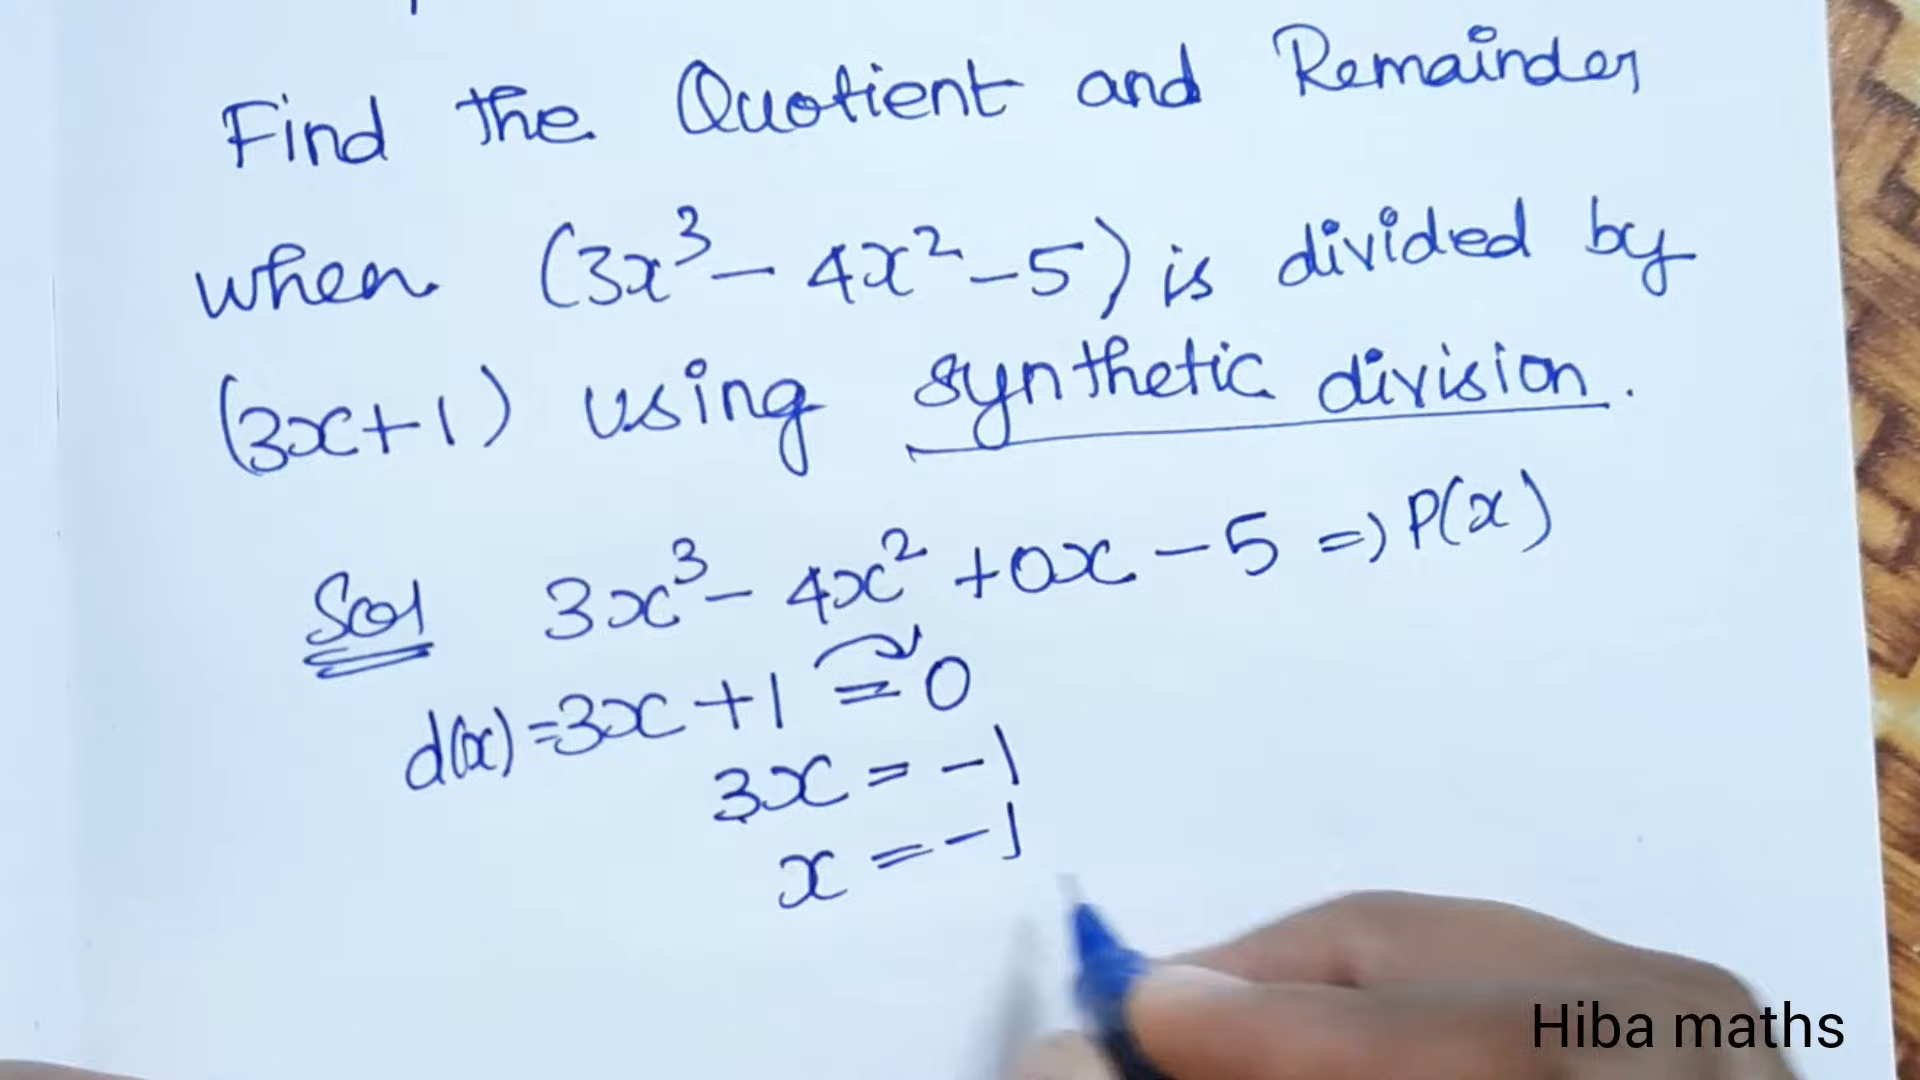 Find the Quotient and Remainder
when (3x³ - 4x² - 5) is divided by
(3x+1) using synthetic division.
Sol 3x³ - 4x² + 0x - 5 => P(x)
d(x) = 3x + 1 = 0
3x = -1
x = -1
Hiba maths